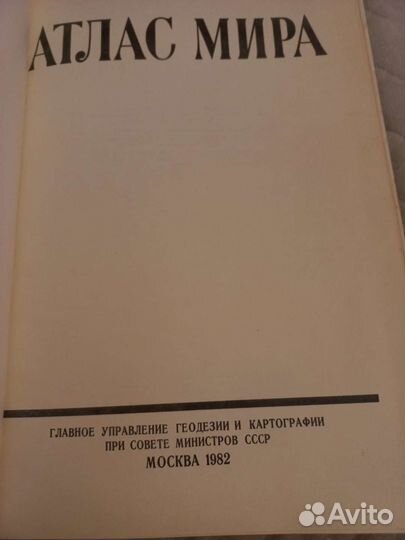 АТЛАС МИРА
ГЛАВНОЕ УПРАВЛЕНИЕ ГЕОДЕЗИИ И КАРТОГРАФИИ
ПРИ СОВЕТЕ МИНИСТРОВ СССР
МОСКВА 1982
Avito